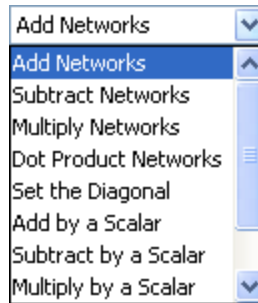 Add Networks
Add Networks
Subtract Networks
Multiply Networks
Dot Product Networks
Set the Diagonal
Add by a Scalar
Subtract by a Scalar
Multiply by a Scalar